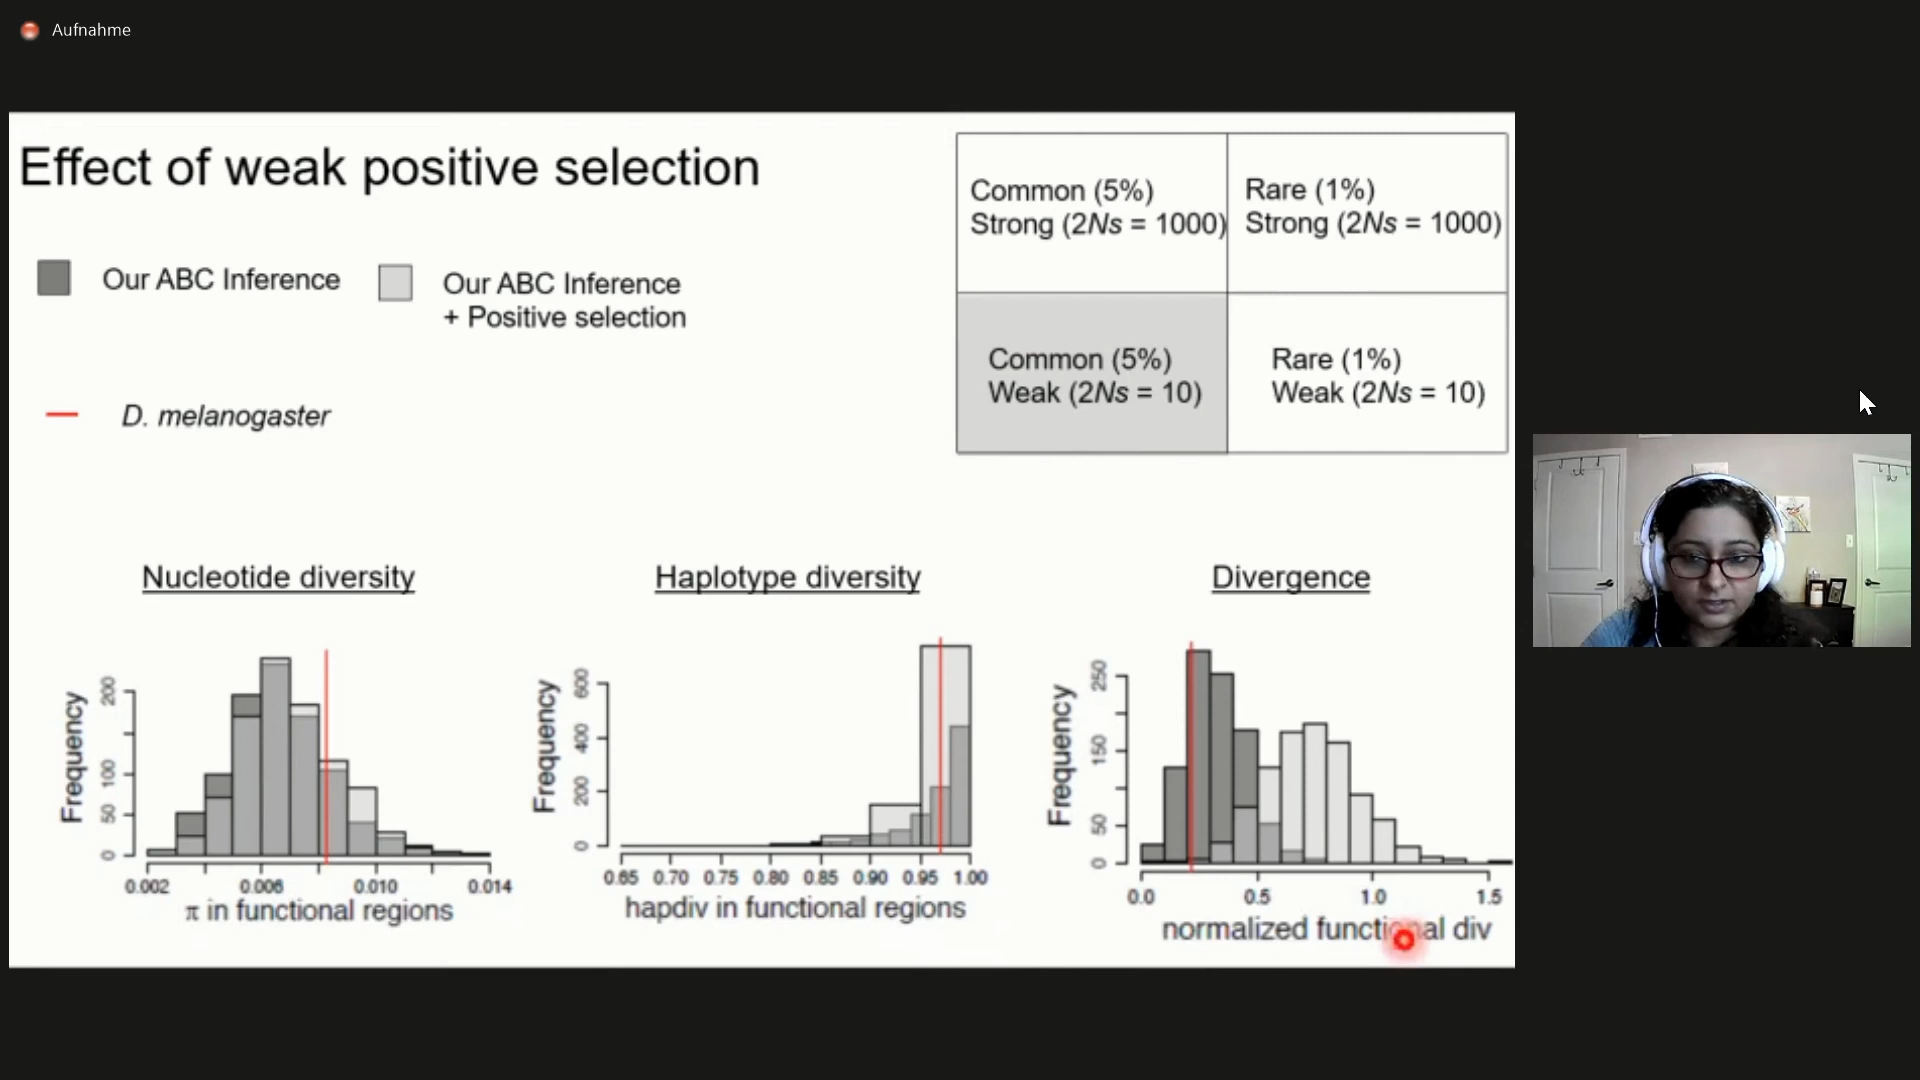 Aufnahme
Effect of weak positive selection
Our ABC Inference
Our ABC Inference
+ Positive selection
D. melanogaster
Common (5%)
Strong (2Ns = 1000)
Rare (1%)
Strong (2Ns = 1000)
Common (5%)
Weak (2Ns = 10)
Rare (1%)
Weak (2Ns = 10)
Nucleotide diversity
Frequency
0 50 100 200
0.002 0.006 0.010 0.014
π in functional regions
Haplotype diversity
Frequency
0 200 400 600
0.65 0.70 0.75 0.80 0.85 0.90 0.95 1.00
hapdiv in functional regions
Divergence
Frequency
0 50 150 250
0.0 0.5 1.0 1.5
normalized functional div